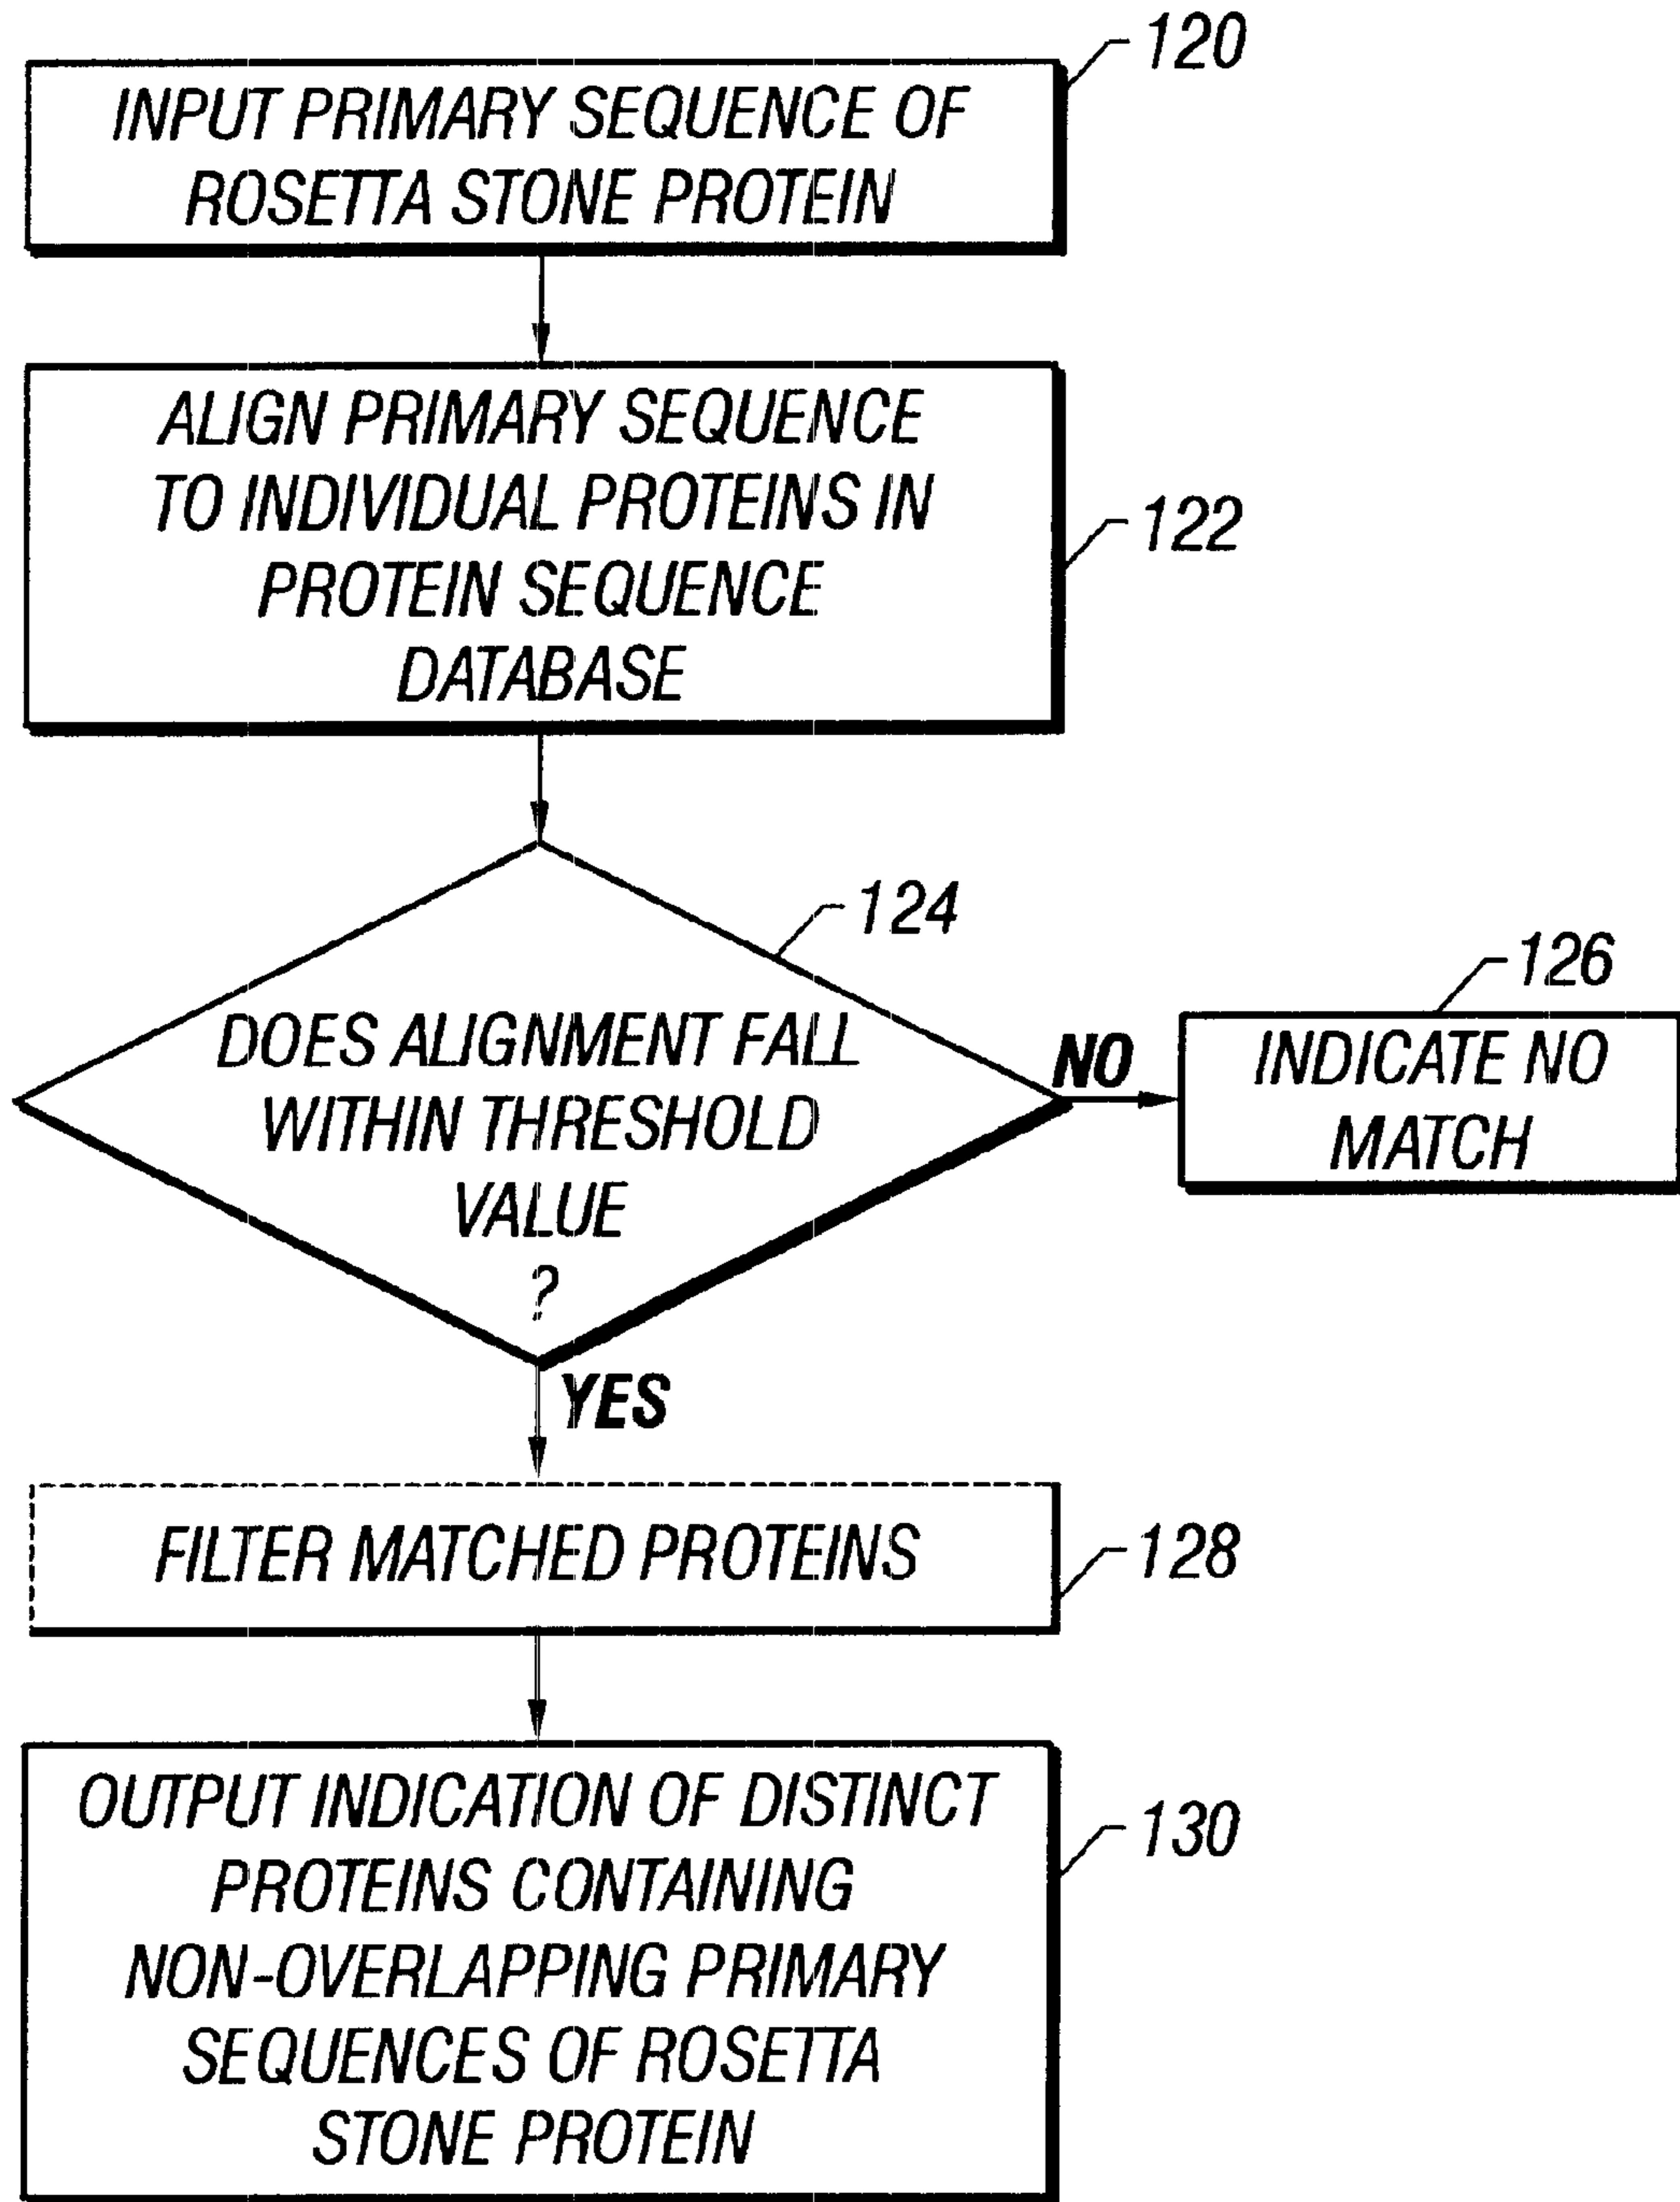 120
INPUT PRIMARY SEQUENCE OF
ROSETTA STONE PROTEIN
ALIGN PRIMARY SEQUENCE
TO INDIVIDUAL PROTEINS IN
PROTEIN SEQUENCE
DATABASE
122
124
DOES ALIGNMENT FALL
WITHIN THRESHOLD
VALUE
?
NO
126
INDICATE NO
MATCH
YES
FILTER MATCHED PROTEINS
128
OUTPUT INDICATION OF DISTINCT
PROTEINS CONTAINING
NON-OVERLAPPING PRIMARY
SEQUENCES OF ROSETTA
STONE PROTEIN
130